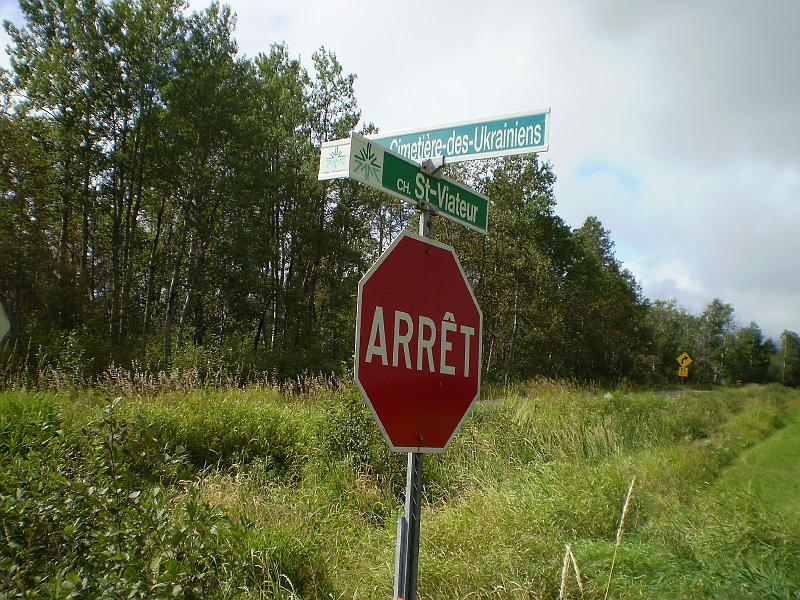 Cimetière-des-Ukrainiens
CH. St-Viateur
ARRÊT